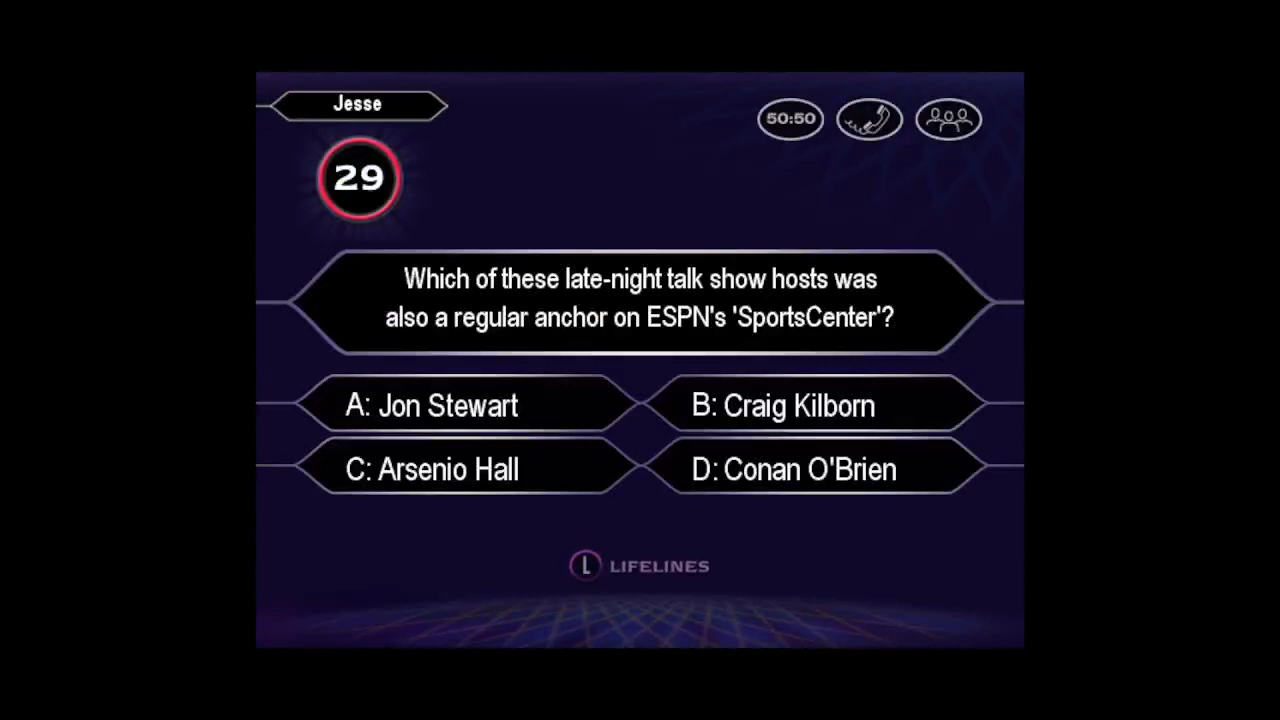 Jesse
50:50
29
Which of these late-night talk show hosts was
also a regular anchor on ESPN's 'SportsCenter'?
A: Jon Stewart
B: Craig Kilborn
C: Arsenio Hall
D: Conan O'Brien
L LIFELINES